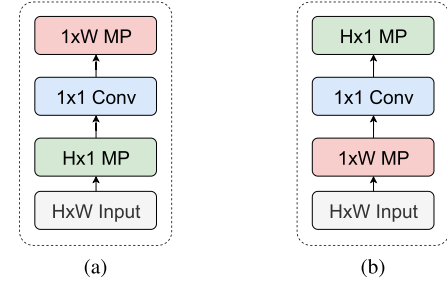 1xW MP
1x1 Conv
Hx1 MP
HxW Input
(a)
Hx1 MP
1x1 Conv
1xW MP
HxW Input
(b)